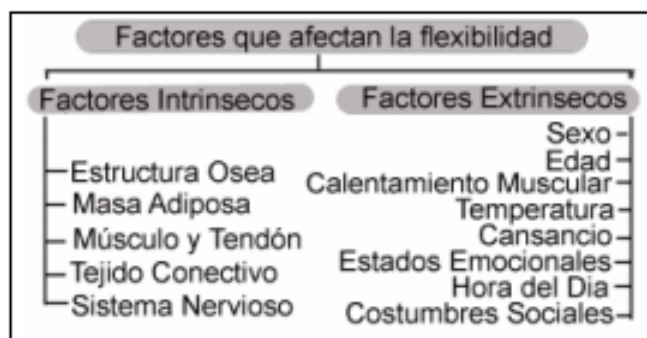 Factores que afectan la flexibilidad
Factores Intrinsecos
Estructura Osea
Masa Adiposa
Músculo y Tendón
Tejido Conectivo
Sistema Nervioso
Factores Extrinsecos
Sexo
Edad
Calentamiento Muscular
Temperatura
Cansancio
Estados Emocionales
Hora del Dia
Costumbres Sociales